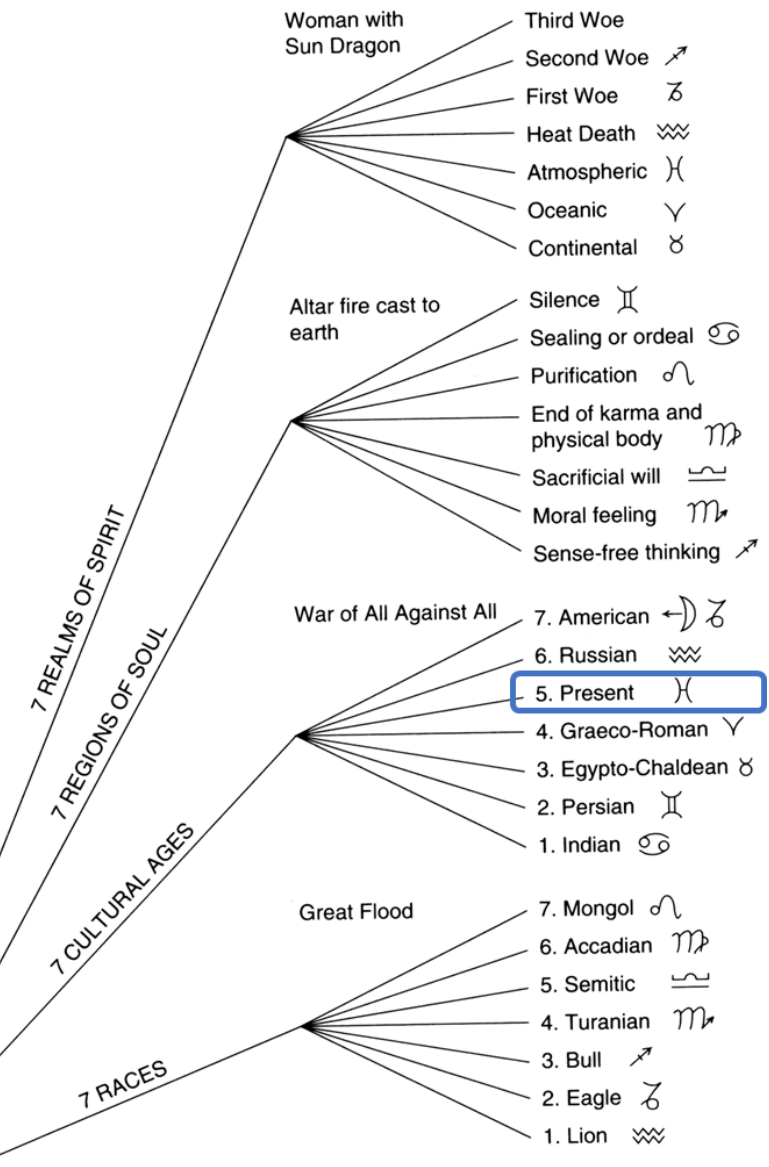 Woman with
Sun Dragon
Third Woe
Second Woe ♐
First Woe ♑
Heat Death ♒
Atmospheric ♓
Oceanic ♈
Continental ♉
7 REALMS OF SPIRIT
Altar fire cast to
earth
Silence ♊
Sealing or ordeal ♋
Purification ♌
End of karma and
physical body ♍
Sacrificial will ♎
Moral feeling ♏
Sense-free thinking ♐
7 REGIONS OF SOUL
War of All Against All
7. American ♑
6. Russian ♒
5. Present ♓
4. Graeco-Roman ♈
3. Egypto-Chaldean ♉
2. Persian ♊
1. Indian ♋
7 CULTURAL AGES
Great Flood
7. Mongol ♌
6. Accadian ♍
5. Semitic ♎
4. Turanian ♏
3. Bull ♐
2. Eagle ♑
1. Lion ♒
7 RACES